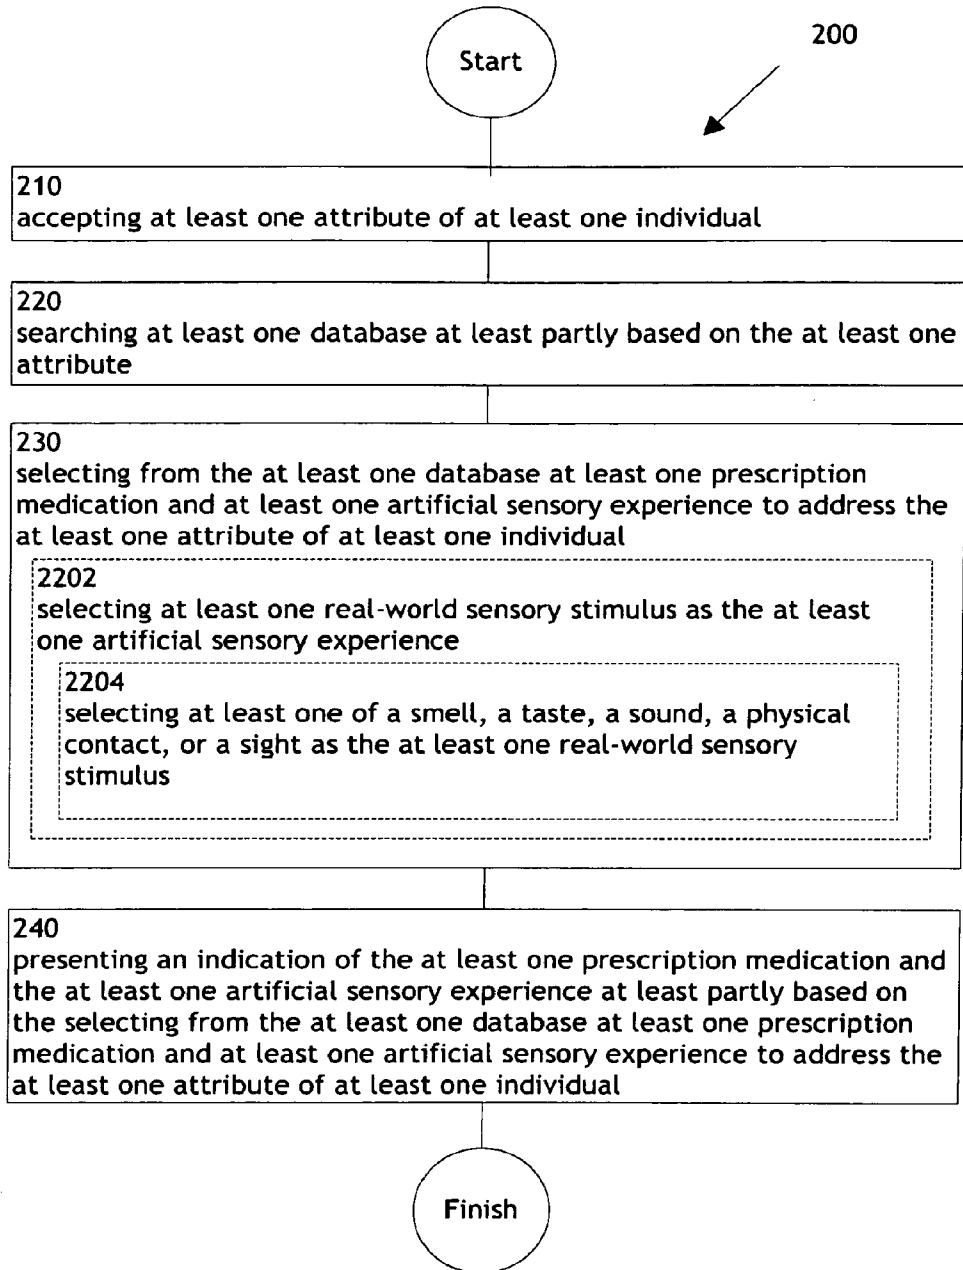 Start
200
210
accepting at least one attribute of at least one individual
220
searching at least one database at least partly based on the at least one
attribute
230
selecting from the at least one database at least one prescription
medication and at least one artificial sensory experience to address the
at least one attribute of at least one individual
2202
selecting at least one real-world sensory stimulus as the at least
one artificial sensory experience
2204
selecting at least one of a smell, a taste, a sound, a physical
contact, or a sight as the at least one real-world sensory
stimulus
240
presenting an indication of the at least one prescription medication and
the at least one artificial sensory experience at least partly based on
the selecting from the at least one database at least one prescription
medication and at least one artificial sensory experience to address the
at least one attribute of at least one individual
Finish